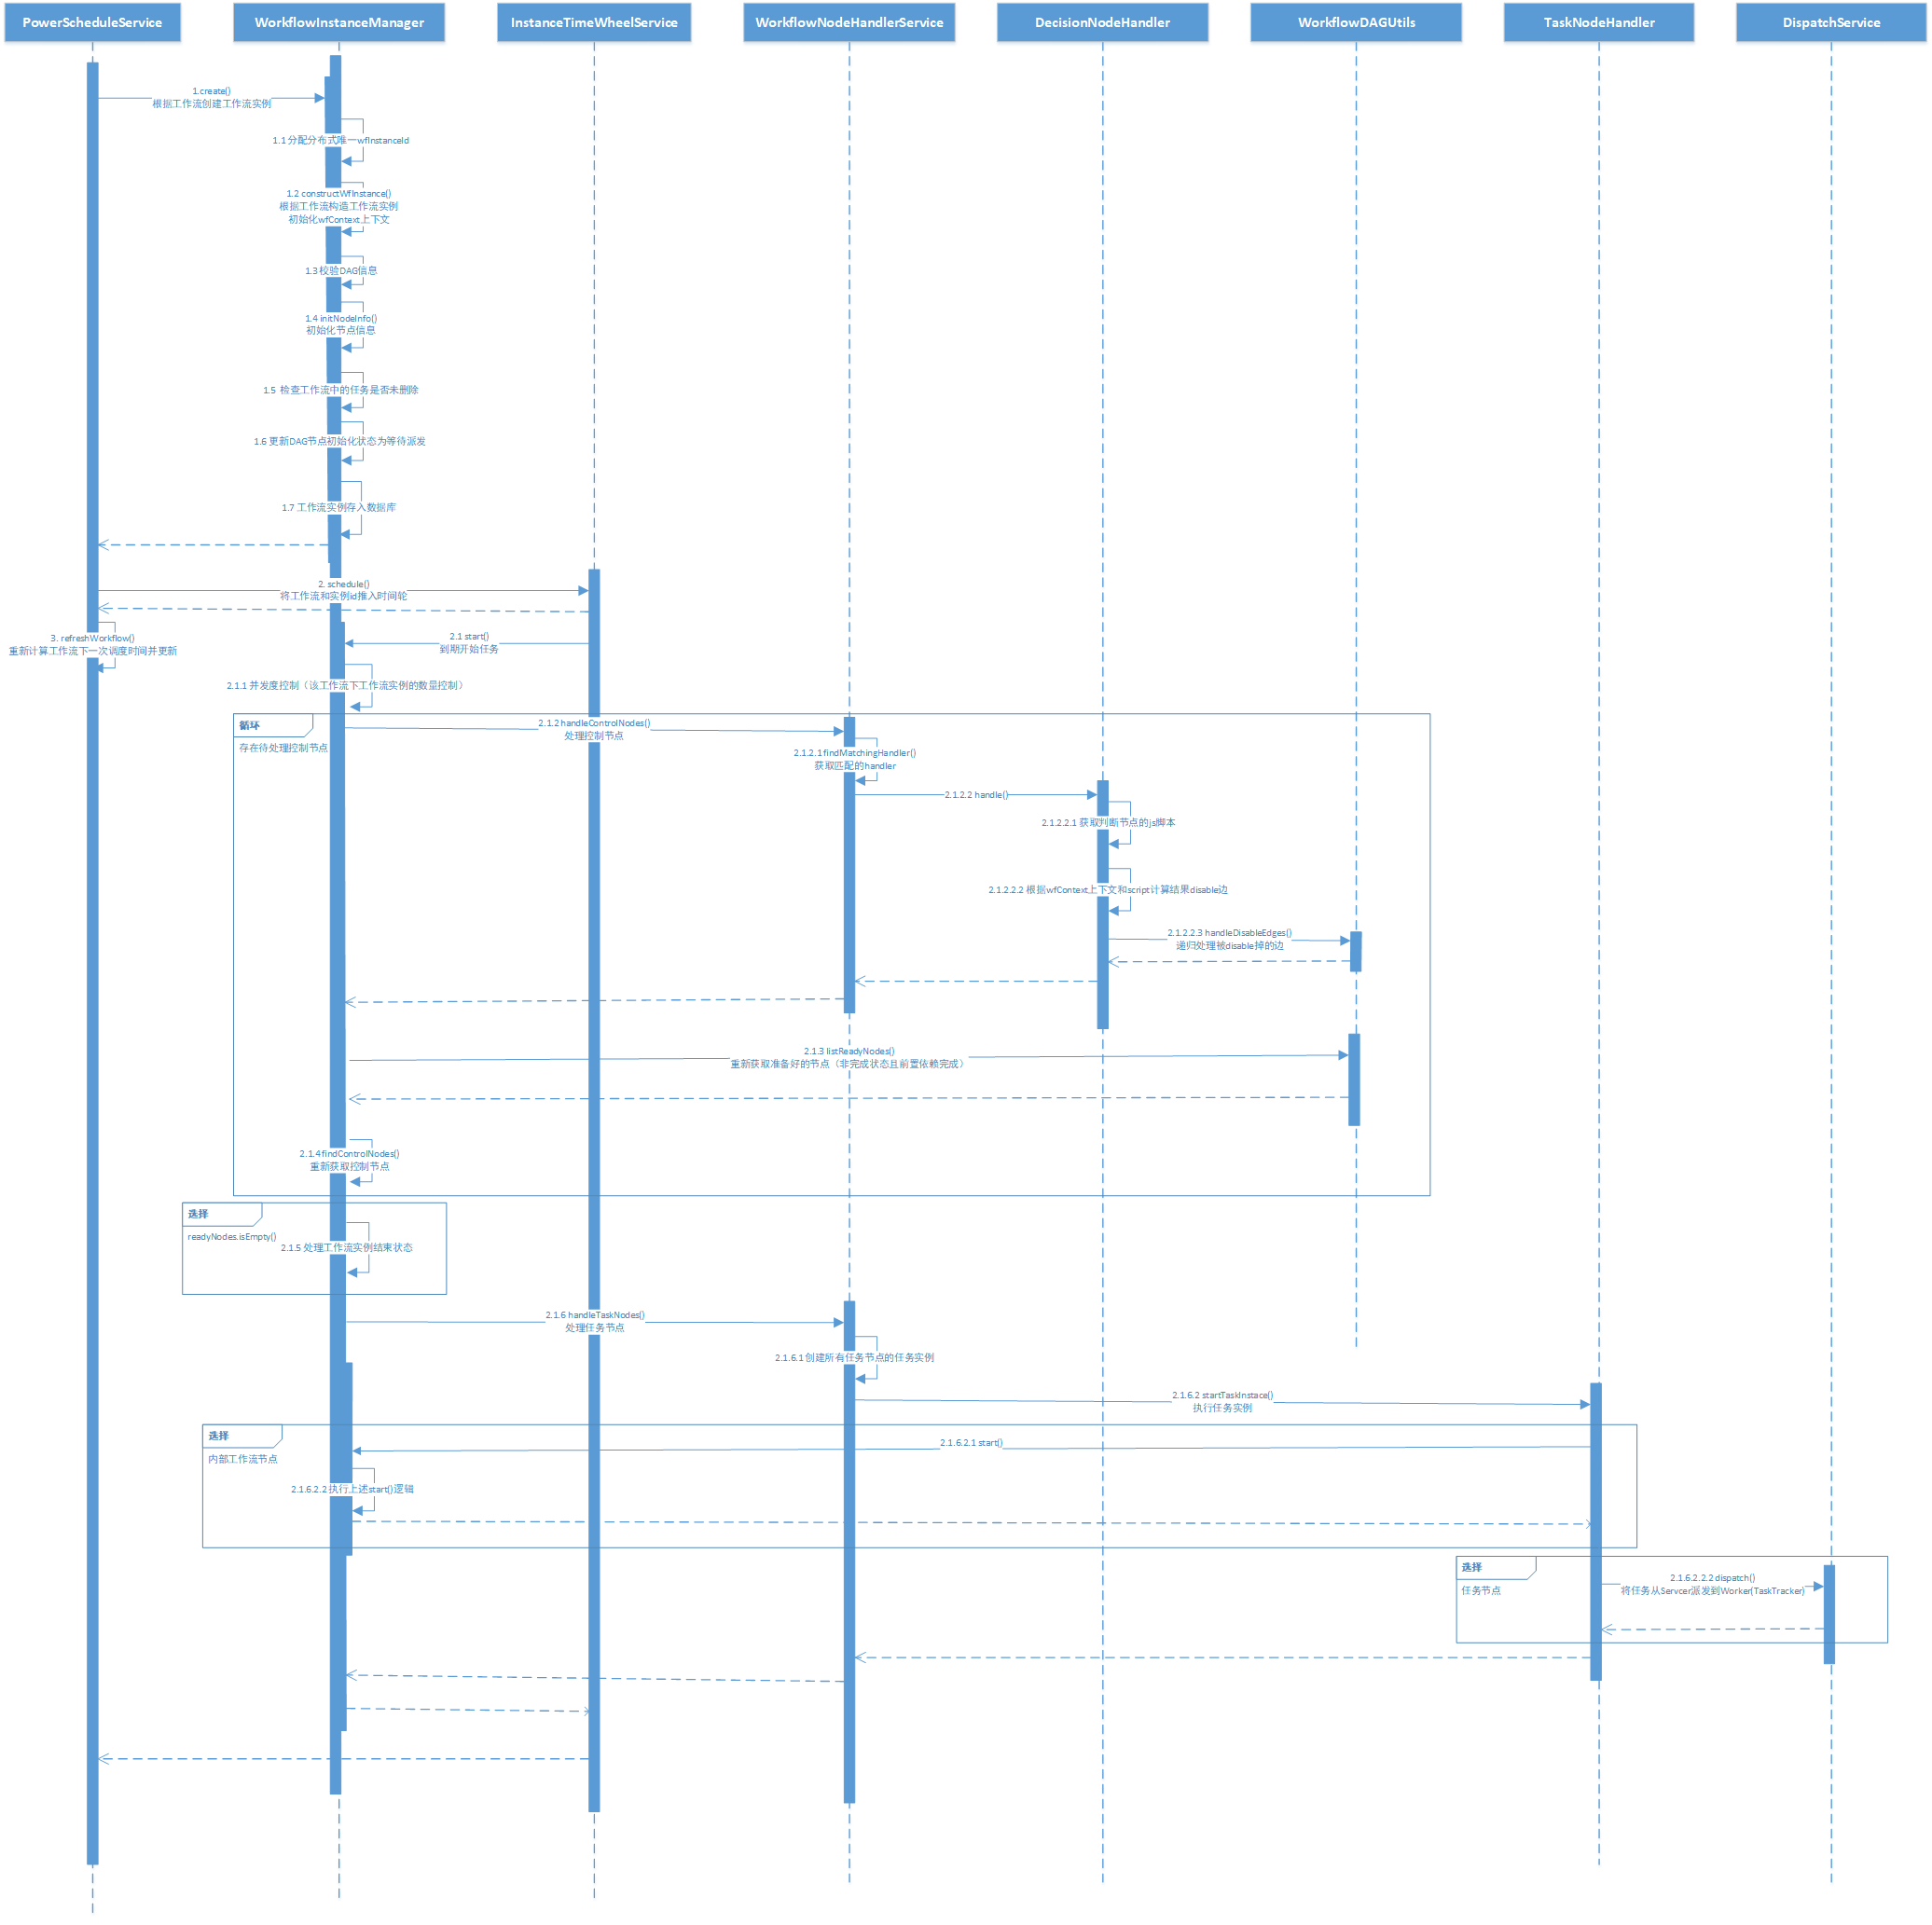 PowerScheduleService
WorkflowInstanceManager
InstanceTimeWheelService
WorkflowNodeHandlerService
DecisionNodeHandler
WorkflowDAGUtils
TaskNodeHandler
DispatchService
1.create()
根据工作流创建工作流实例
1.1 分配分布式唯一wfInstanceId
1.2 constructWfInstance()
根据工作流构造工作流实例
初始化wfContext上下文
1.3 校验DAG信息
1.4 initNodeInfo()
初始化节点信息
1.5 检查工作流中的任务是否未删除
1.6 更新DAG节点初始化状态为等待派发
1.7 工作流实例存入数据库
2. schedule()
将工作流和实例id推入时间轮
3. refreshWorkflow()
重新计算工作流下一次调度时间并更新
2.1 start()
到期开始任务
2.1.1 并发度控制（该工作流下工作流实例的数量控制）
循环
存在待处理控制节点
2.1.2 handleControlNodes()
处理控制节点
2.1.2.1 findMatchingHandler()
获取匹配的handler
2.1.2.2 handle()
2.1.2.2.1 获取判断节点的js脚本
2.1.2.2.2 根据wfContext上下文和script计算结果disable边
2.1.2.2.3 handleDisableEdges()
递归处理被disable掉的边
2.1.3 listReadyNodes()
重新获取准备好的节点（非完成状态且前置依赖完成）
2.1.4 findControlNodes()
重新获取控制节点
选择
readyNodes.isEmpty()
2.1.5 处理工作流实例结束状态
2.1.6 handleTaskNodes()
处理任务节点
2.1.6.1 创建所有任务节点的任务实例
2.1.6.2 startTaskInstace()
执行任务实例
选择
内部工作流节点
2.1.6.2.1 start()
2.1.6.2.2 执行上述start()逻辑
选择
任务节点
2.1.6.2.2.2 dispatch()
将任务从Servcer派发到Worker(TaskTracker)